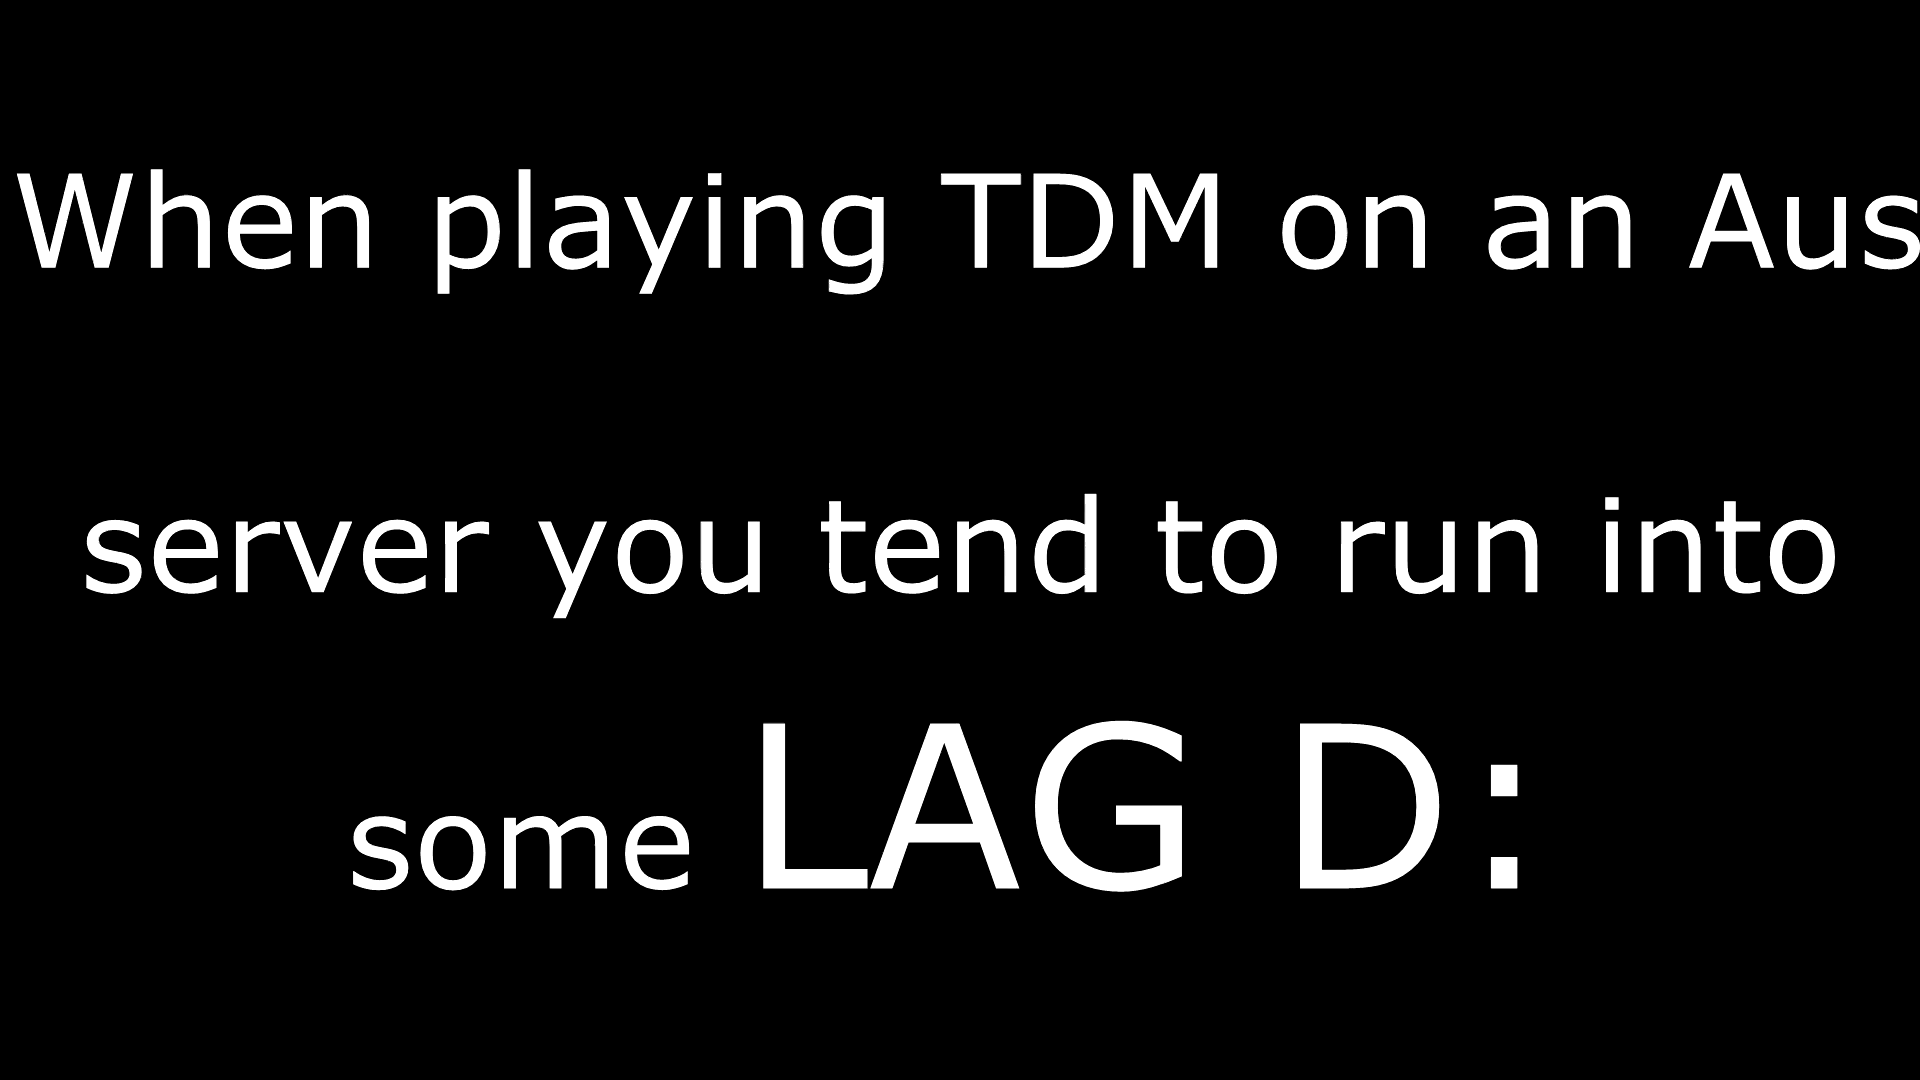 When playing TDM on an Aus
server you tend to run into
some LAG D: